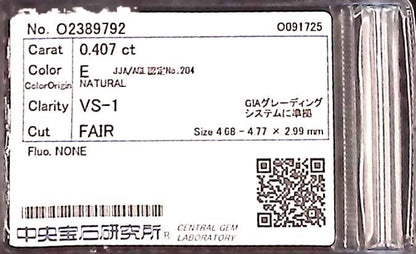 No. O2389792 O091725
Carat 0.407 ct
Color E JJA/AGL認定No.204
ColorOrigin NATURAL
Clarity VS-1 GIAグレーディング
システムに準拠
Cut FAIR Size 4.68 - 4.77 × 2.99 mm
Fluo. NONE
中央宝石研究所® CENTRAL GEM
LABORATORY